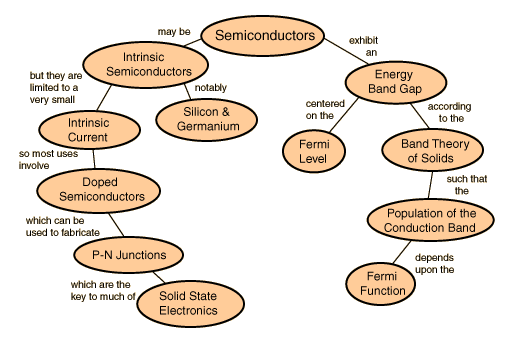 Semiconductors
may be
exhibit
an
Intrinsic
Semiconductors
Energy
Band Gap
but they are
limited to a
very small
notably
centered
on the
according
to the
Silicon &
Germanium
Intrinsic
Current
Fermi
Level
Band Theory
of Solids
so most uses
involve
such that
the
Doped
Semiconductors
Population of the
Conduction Band
which can be
used to fabricate
P-N Junctions
depends
upon the
which are the
key to much of
Solid State
Electronics
Fermi
Function